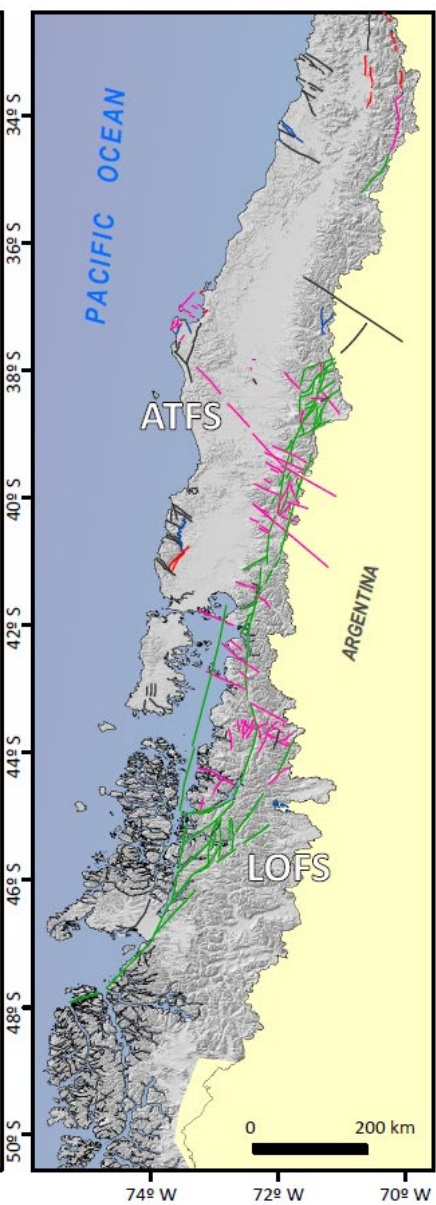 34º S
PACIFIC OCEAN
36º S
38º S
ATFS
40º S
ARGENTINA
42º S
44º S
LOFS
46º S
48º S
50º S
0 200 km
74º W 72º W 70º W